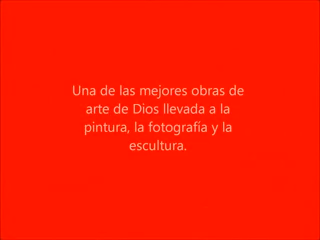 Una de las mejores obras de
arte de Dios llevada a la
pintura, la fotografía y la
escultura.